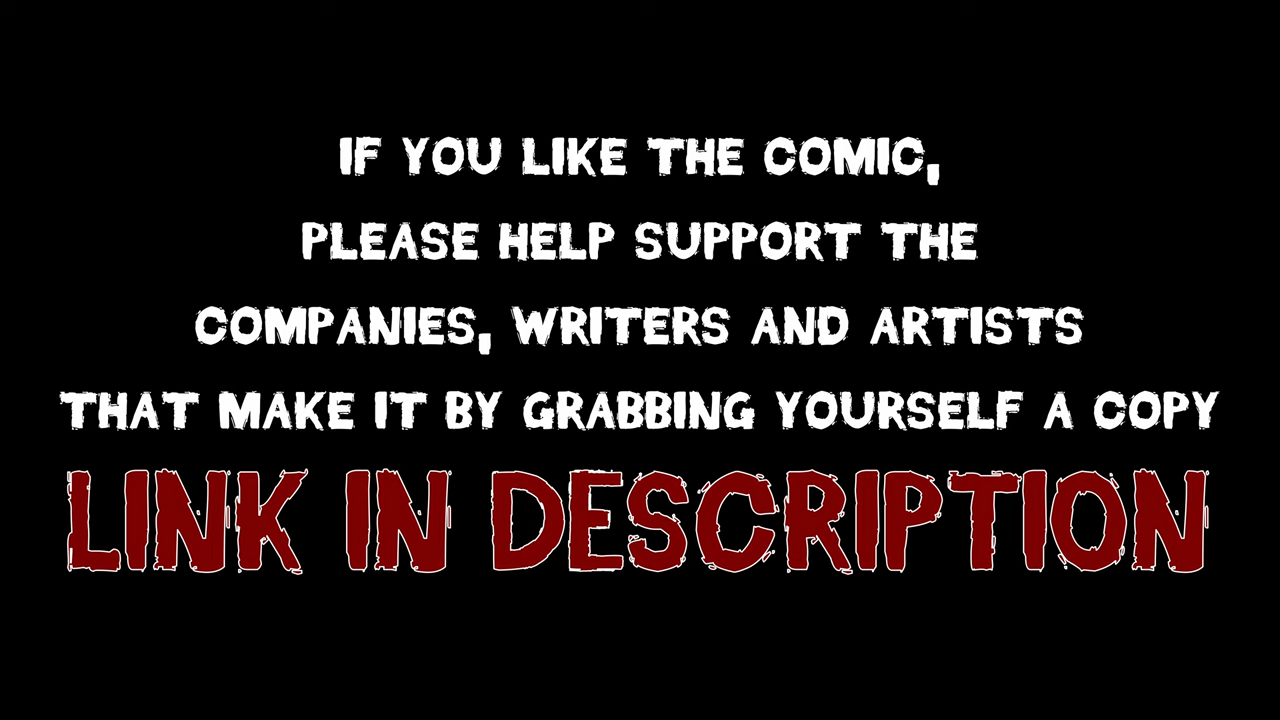 IF YOU LIKE THE COMIC,
PLEASE HELP SUPPORT THE
COMPANIES, WRITERS AND ARTISTS
THAT MAKE IT BY GRABBING YOURSELF A COPY
LINK IN DESCRIPTION